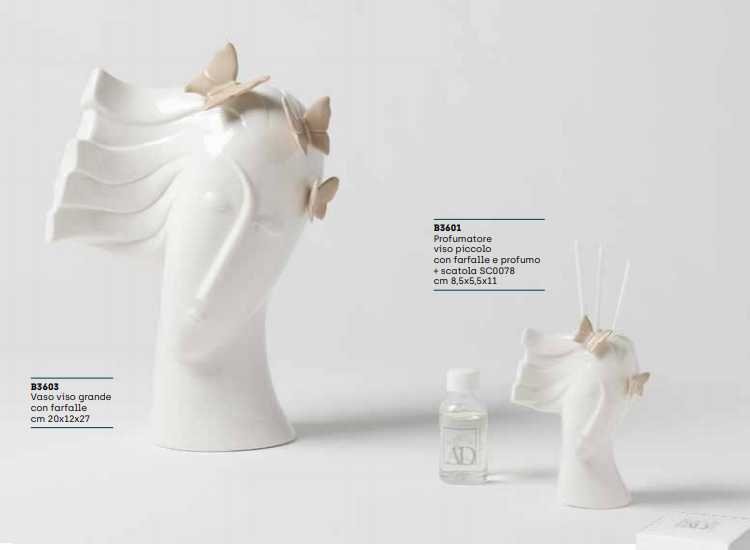 B3601
Profumatore
viso piccolo
con farfalle e profumo
+ scatola SC0078
cm 8,5x5,5x11
B3603
Vaso viso grande
con farfalle
cm 20x12x27
AD